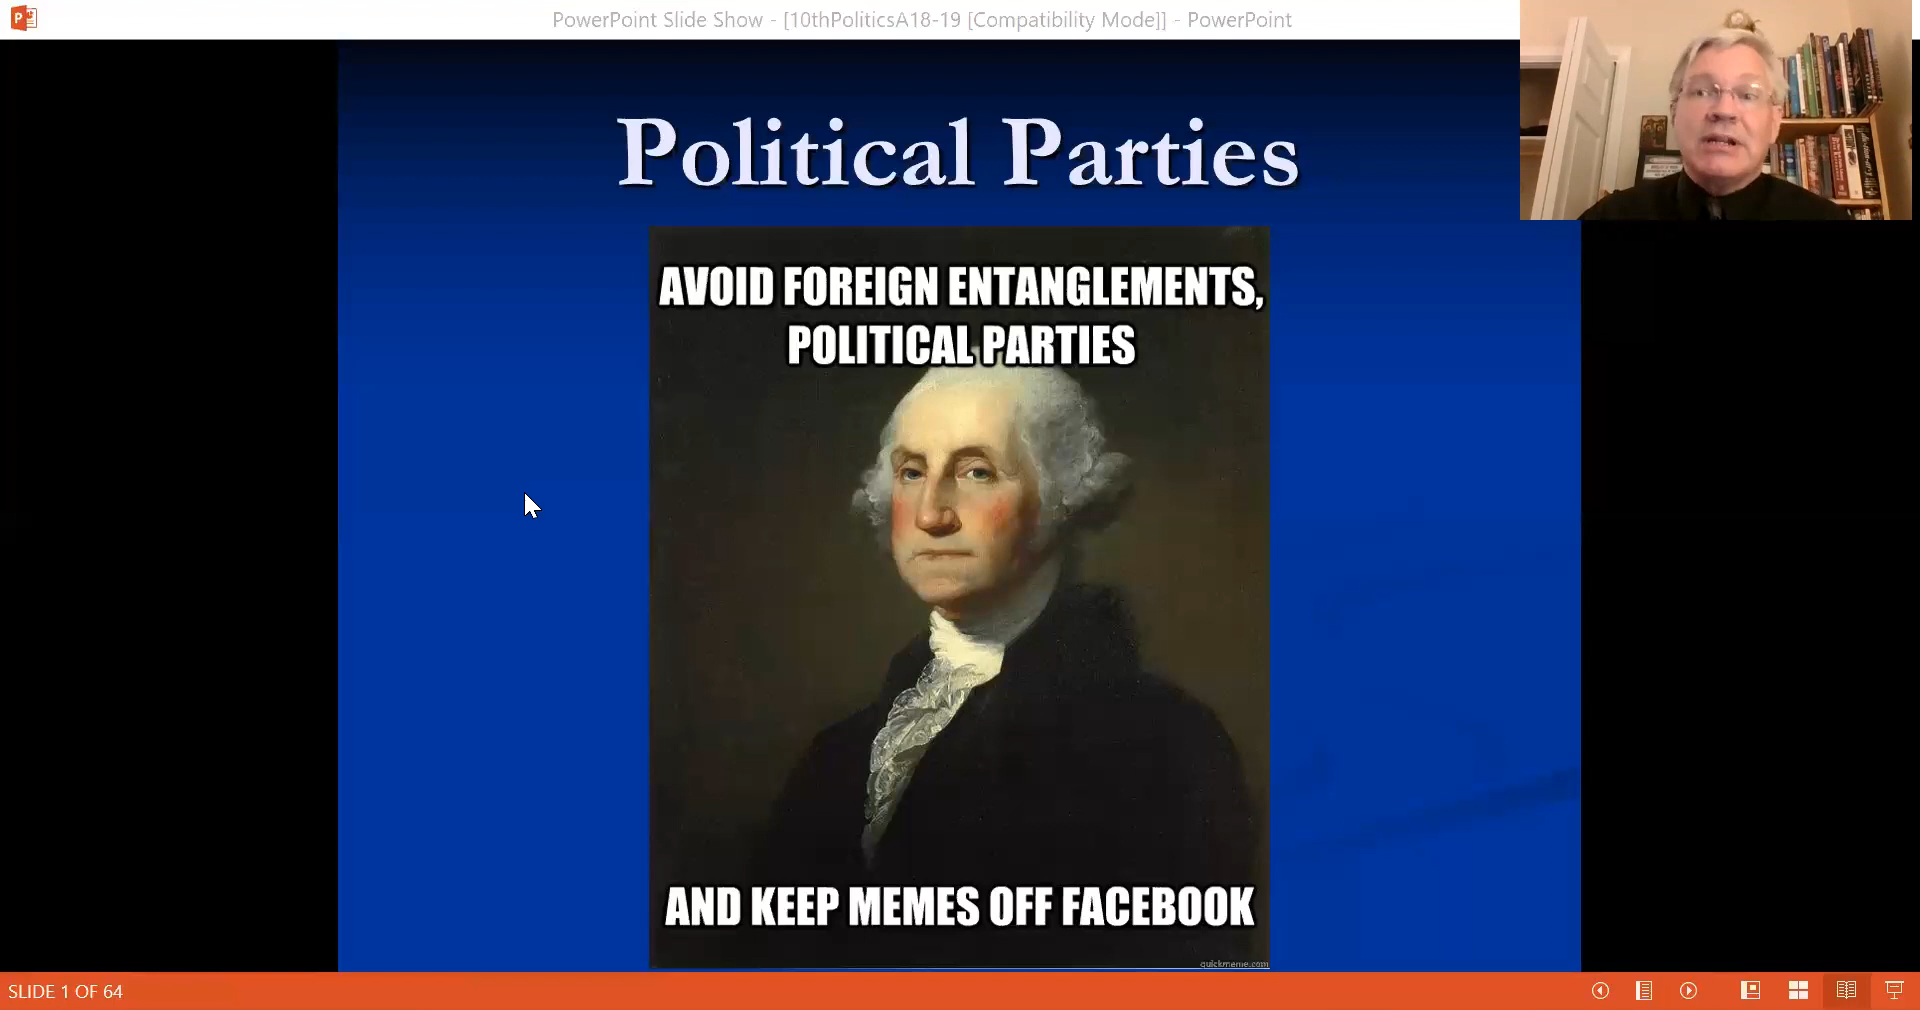 PowerPoint Slide Show - [10thPoliticsA18-19 [Compatibility Mode]] - PowerPoint
Political Parties
AVOID FOREIGN ENTANGLEMENTS,
POLITICAL PARTIES
AND KEEP MEMES OFF FACEBOOK
quickmeme.com
SLIDE 1 OF 64